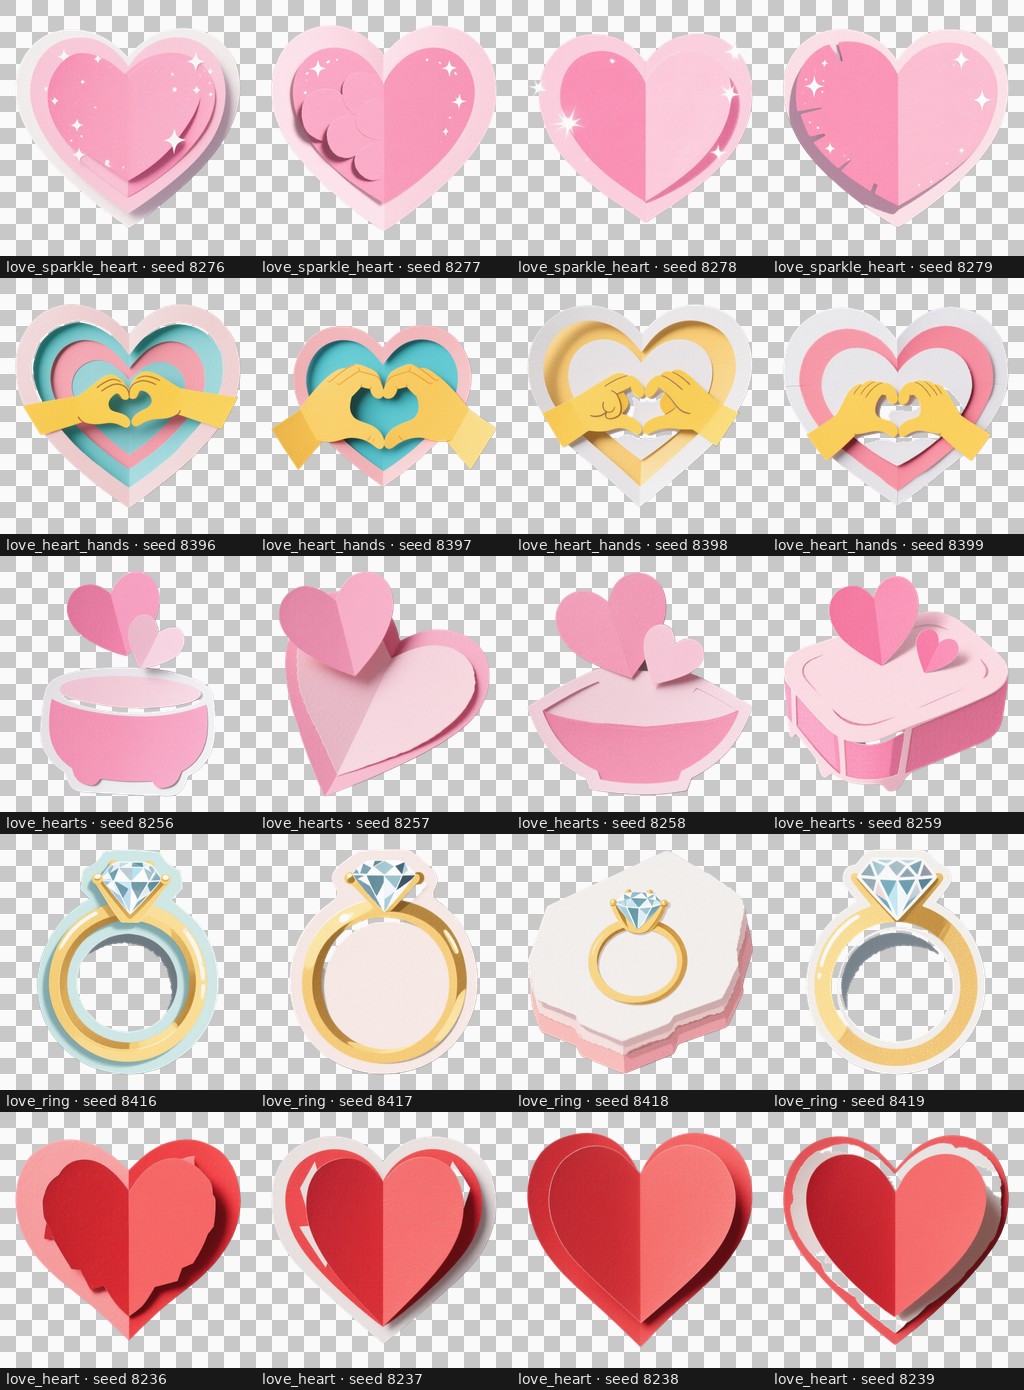 love_sparkle_heart · seed 8276
love_sparkle_heart · seed 8277
love_sparkle_heart · seed 8278
love_sparkle_heart · seed 8279
love_heart_hands · seed 8396
love_heart_hands · seed 8397
love_heart_hands · seed 8398
love_heart_hands · seed 8399
love_hearts · seed 8256
love_hearts · seed 8257
love_hearts · seed 8258
love_hearts · seed 8259
love_ring · seed 8416
love_ring · seed 8417
love_ring · seed 8418
love_ring · seed 8419
love_heart · seed 8236
love_heart · seed 8237
love_heart · seed 8238
love_heart · seed 8239